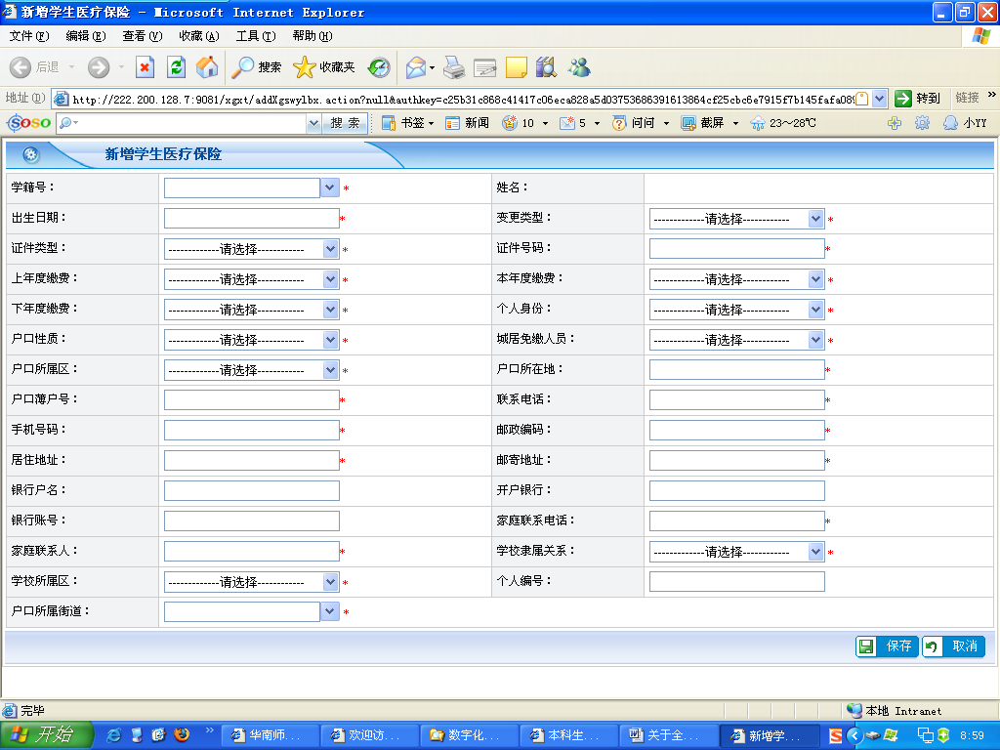 新增学生医疗保险 - Microsoft Internet Explorer
文件(F) 编辑(E) 查看(V) 收藏(A) 工具(T) 帮助(H)
后退 搜索 收藏夹
地址(D) http://222.200.128.7:9081/xgxt/addXgswylbx.action?null&authkey=c25b31c868c41417c06eca828a5d03753686391613864cf25cbc6e7915f7b145fafa089 转到 链接 »
SOSO 搜 索 书签 新闻 10 5 问问 截屏 23~28℃ 小YY
新增学生医疗保险
学籍号： * 姓名：
出生日期： * 变更类型： -------------请选择------------ *
证件类型： -------------请选择------------ * 证件号码： *
上年度缴费： -------------请选择------------ * 本年度缴费： -------------请选择------------ *
下年度缴费： -------------请选择------------ * 个人身份： -------------请选择------------ *
户口性质： -------------请选择------------ * 城居免缴人员： -------------请选择------------ *
户口所属区： -------------请选择------------ * 户口所在地： *
户口薄户号： * 联系电话： *
手机号码： * 邮政编码： *
居住地址： * 邮寄地址： *
银行户名： 开户银行：
银行账号： 家庭联系电话： *
家庭联系人： * 学校隶属关系： -------------请选择------------ *
学校所属区： -------------请选择------------ * 个人编号：
户口所属街道： *
保存 取消
完毕 本地 Intranet
开始 » 华南师... 欢迎访... 数字化... 本科生... 关于全... 新增学... 8:59